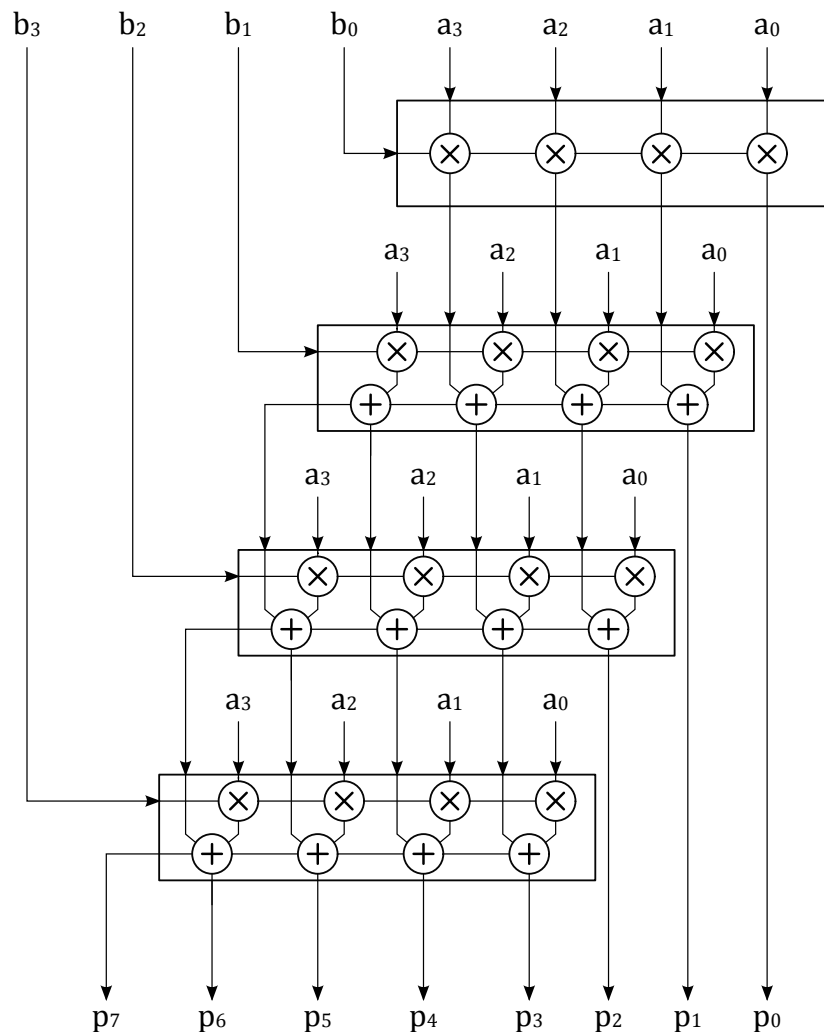 b₃ b₂ b₁ b₀ a₃ a₂ a₁ a₀
a₃ a₂ a₁ a₀
a₃ a₂ a₁ a₀
a₃ a₂ a₁ a₀
p₇ p₆ p₅ p₄ p₃ p₂ p₁ p₀